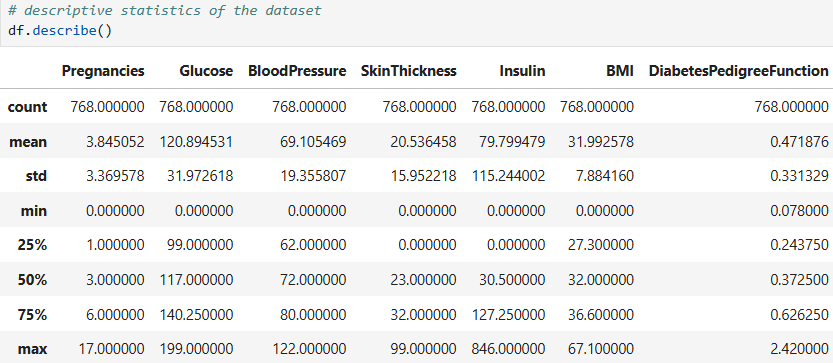 # descriptive statistics of the dataset
df.describe()
Pregnancies Glucose BloodPressure SkinThickness Insulin BMI DiabetesPedigreeFunction
count 768.000000 768.000000 768.000000 768.000000 768.000000 768.000000 768.000000
mean 3.845052 120.894531 69.105469 20.536458 79.799479 31.992578 0.471876
std 3.369578 31.972618 19.355807 15.952218 115.244002 7.884160 0.331329
min 0.000000 0.000000 0.000000 0.000000 0.000000 0.000000 0.078000
25% 1.000000 99.000000 62.000000 0.000000 0.000000 27.300000 0.243750
50% 3.000000 117.000000 72.000000 23.000000 30.500000 32.000000 0.372500
75% 6.000000 140.250000 80.000000 32.000000 127.250000 36.600000 0.626250
max 17.000000 199.000000 122.000000 99.000000 846.000000 67.100000 2.420000